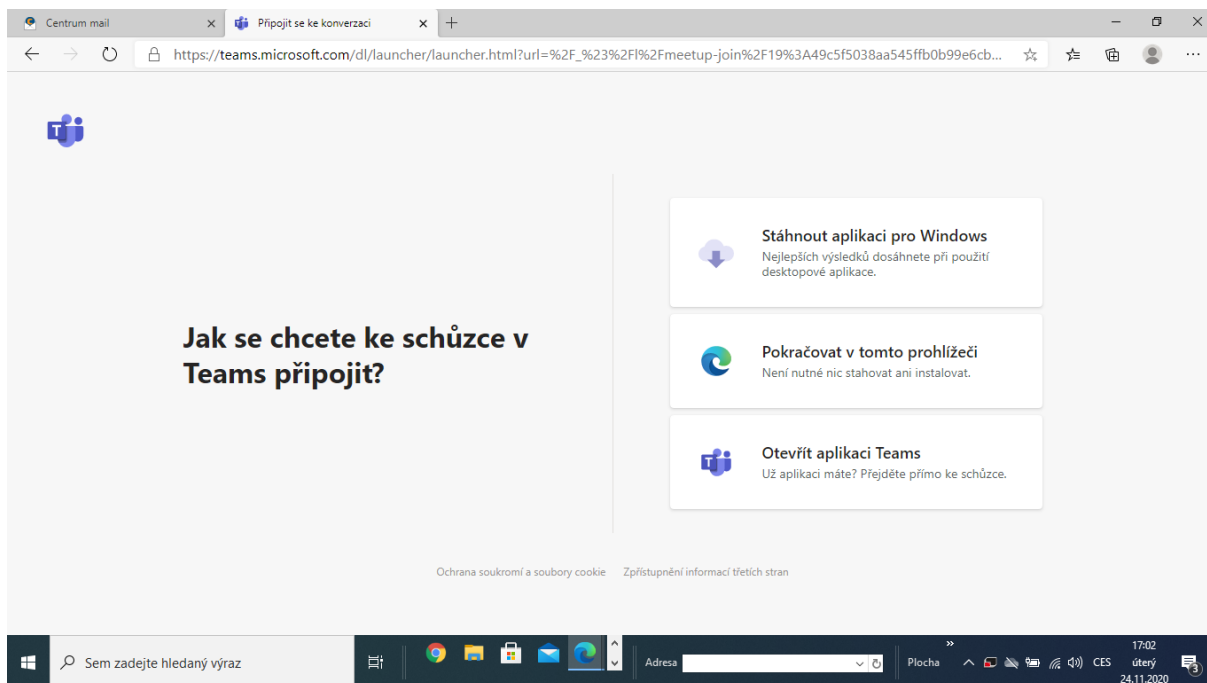 Centrum mail
Připojit se ke konverzaci
https://teams.microsoft.com/dl/launcher/launcher.html?url=%2F_%23%2Fl%2Fmeetup-join%2F19%3A49c5f5038aa545ffb0b99e6cb...
Stáhnout aplikaci pro Windows
Nejlepších výsledků dosáhnete při použití
desktopové aplikace.
Jak se chcete ke schůzce v
Teams připojit?
Pokračovat v tomto prohlížeči
Není nutné nic stahovat ani instalovat.
Otevřít aplikaci Teams
Už aplikaci máte? Přejděte přímo ke schůzce.
Ochrana soukromí a soubory cookie
Zpřístupnění informací třetích stran
Sem zadejte hledaný výraz
Adresa
Plocha
CES
17:02
úterý
24.11.2020
3